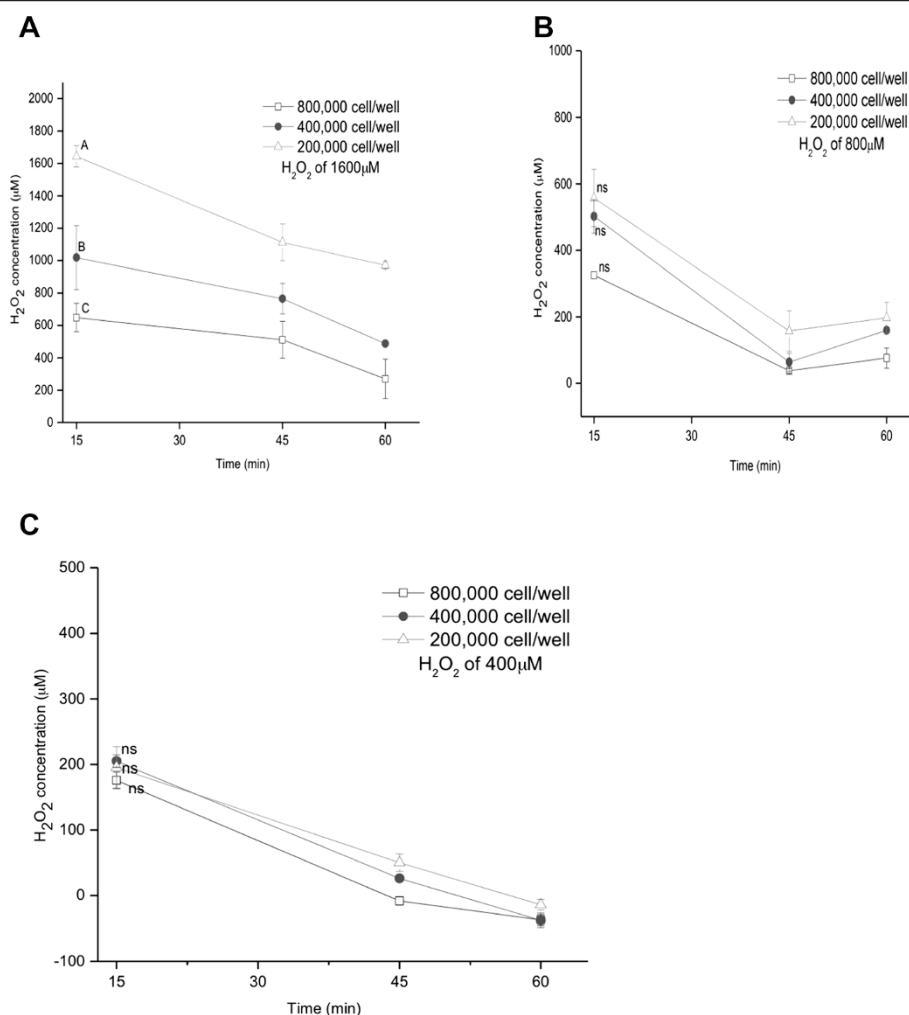 A
2000
1800
1600
1400
1200
1000
800
600
400
200
0
H₂O₂ concentration (μM)
15
30
45
60
Time (min)
800,000 cell/well
400,000 cell/well
200,000 cell/well
H₂O₂ of 1600μM
A
B
C
B
1000
800
600
400
200
0
H₂O₂ concentration (μM)
15
30
45
60
Time (min)
800,000 cell/well
400,000 cell/well
200,000 cell/well
H₂O₂ of 800μM
ns
ns
ns
C
500
400
300
200
100
0
-100
H₂O₂ concentration (μM)
15
30
45
60
Time (min)
800,000 cell/well
400,000 cell/well
200,000 cell/well
H₂O₂ of 400μM
ns
ns
ns